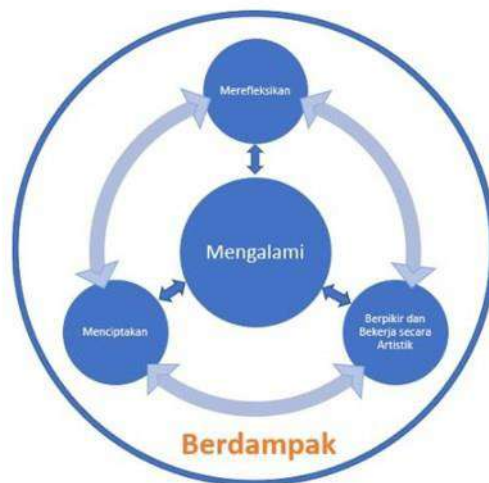 Merefleksikan
Mengalami
Menciptakan
Berpikir dan
Bekerja secara
Artistik
Berdampak